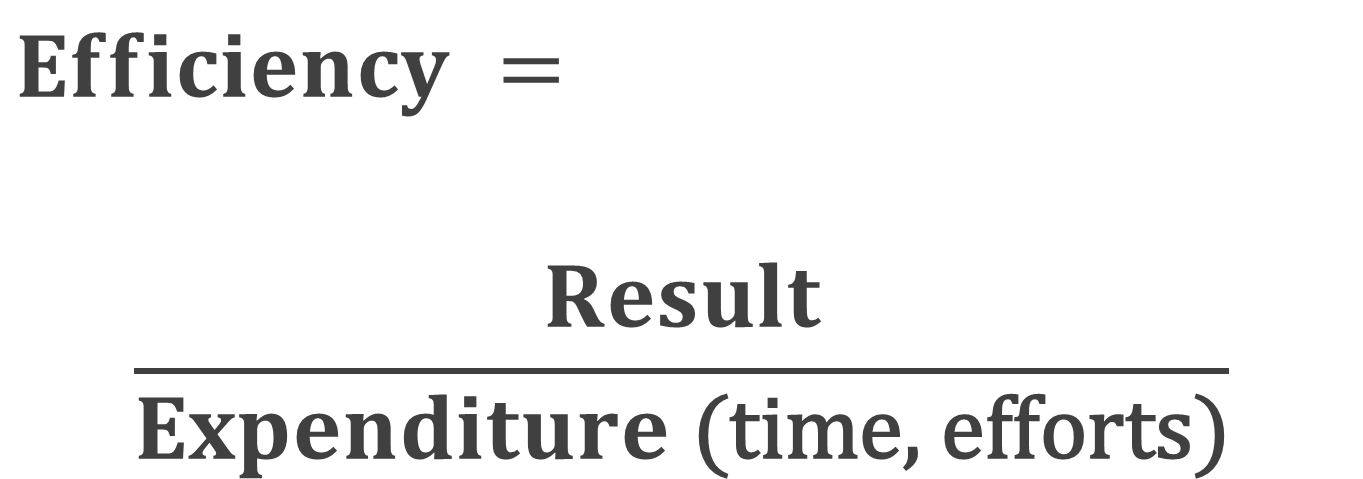 Efficiency =
Result
Expenditure (time, efforts)